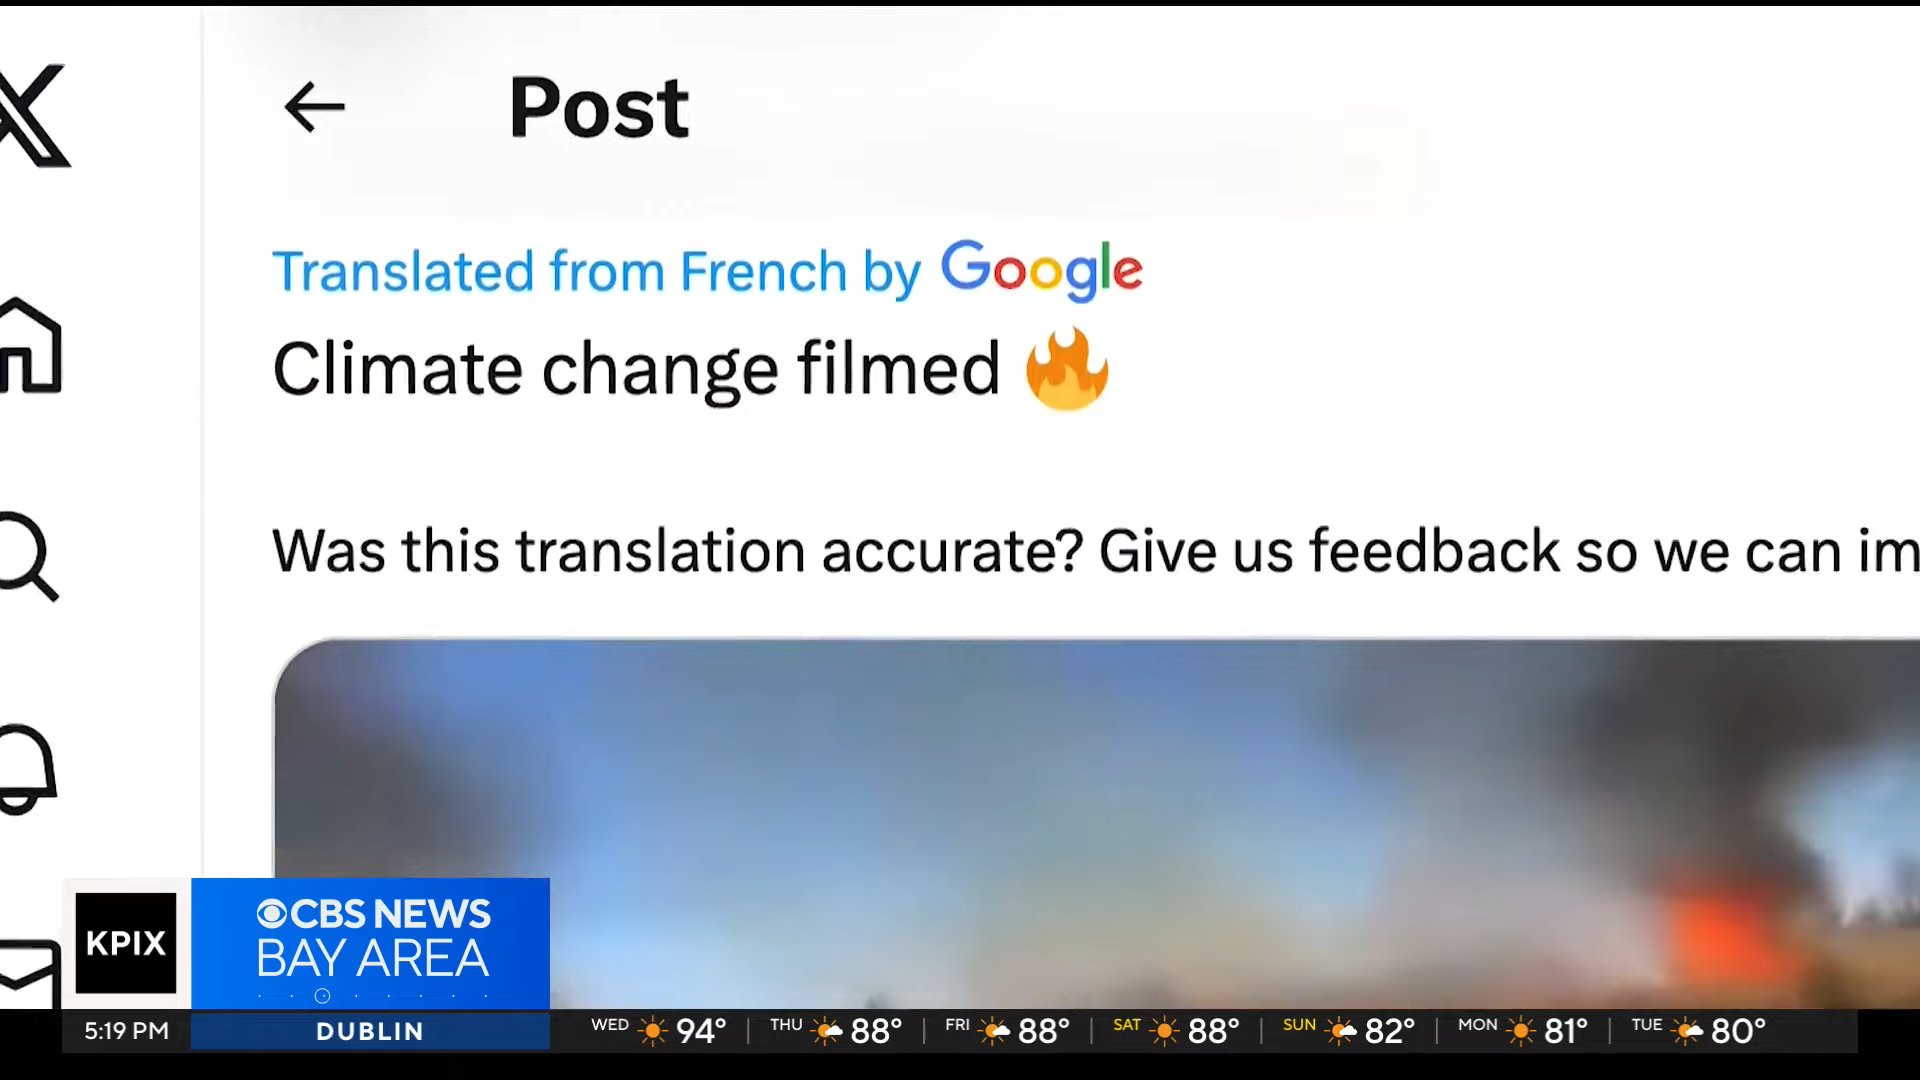 Post
Translated from French by Google
Climate change filmed 🔥
Was this translation accurate? Give us feedback so we can im
KPIX
CBS NEWS
BAY AREA
5:19 PM
DUBLIN
WED 94°
THU 88°
FRI 88°
SAT 88°
SUN 82°
MON 81°
TUE 80°